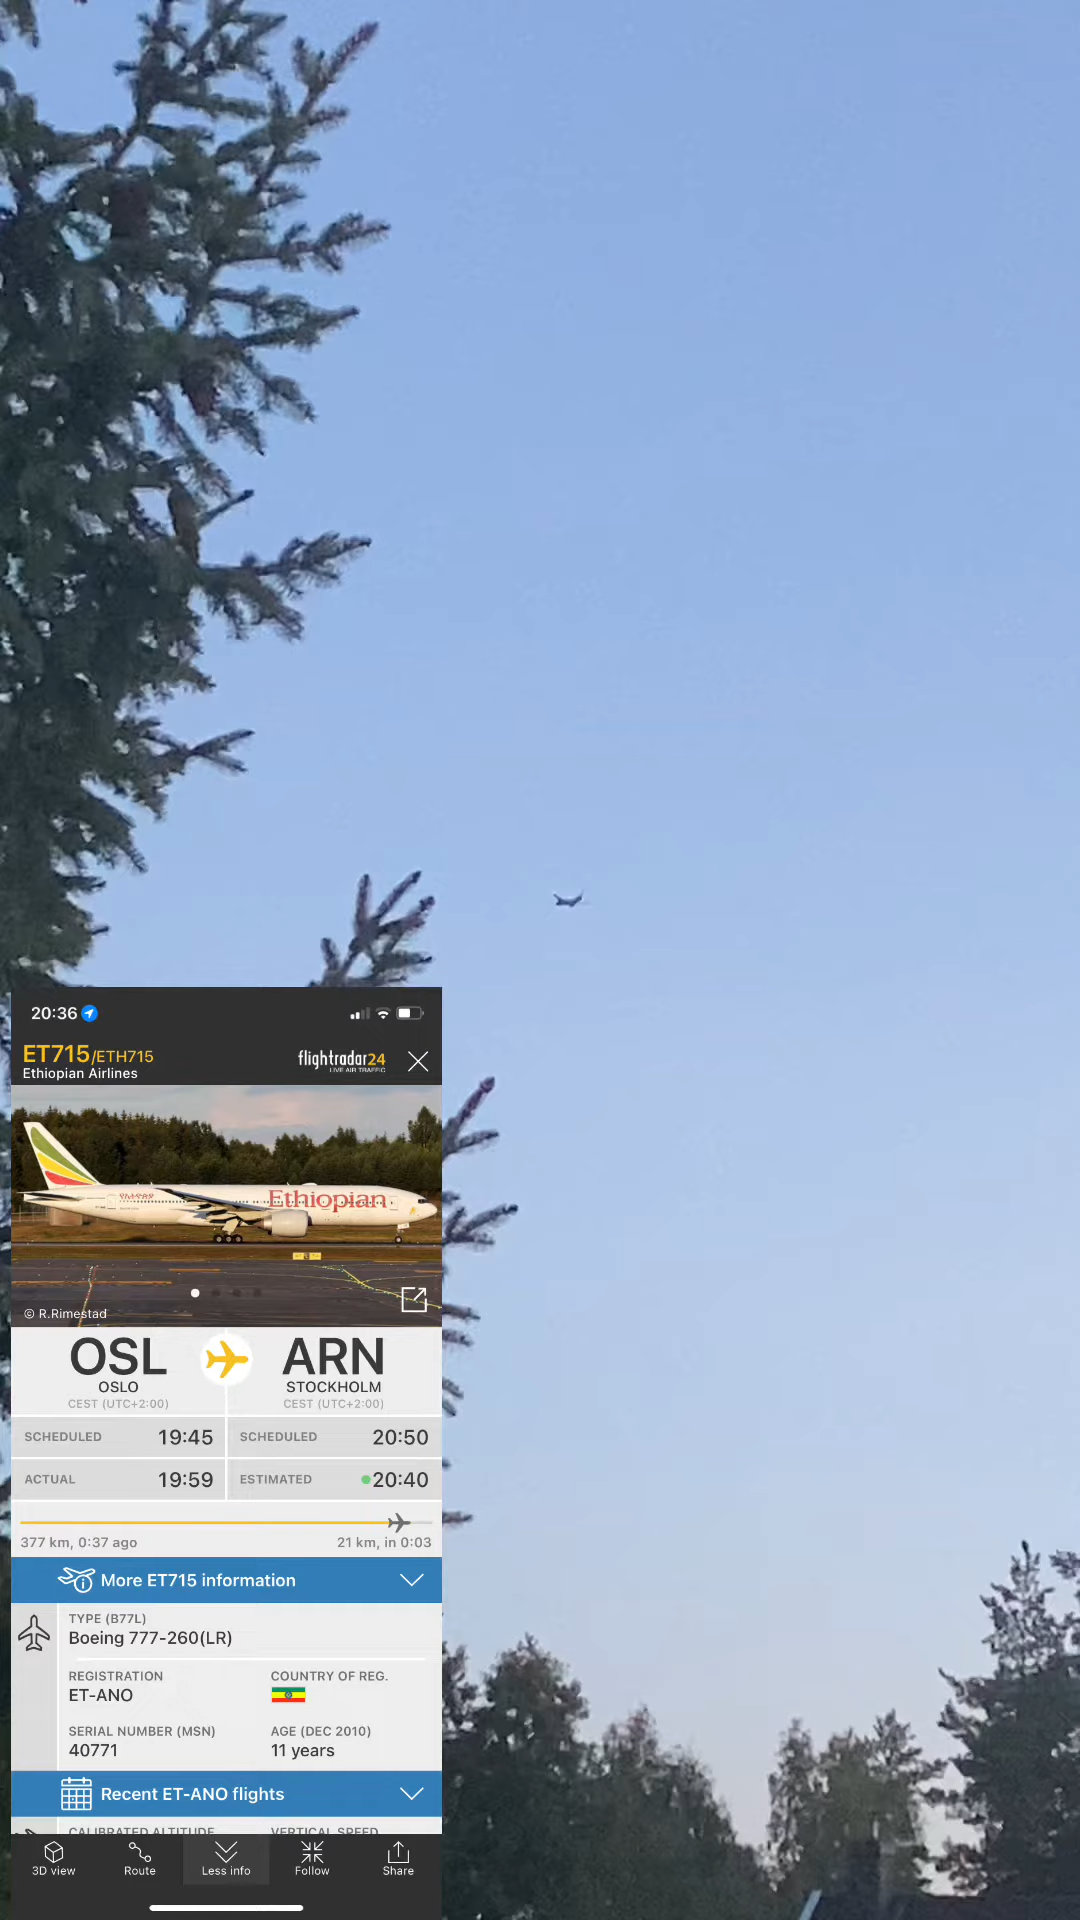 20:36
ET715/ETH715
Ethiopian Airlines
flightradar24
LIVE AIR TRAFFIC
Ethiopian
© R.Rimestad
OSL
OSLO
CEST (UTC+2:00)
ARN
STOCKHOLM
CEST (UTC+2:00)
SCHEDULED 19:45
SCHEDULED 20:50
ACTUAL 19:59
ESTIMATED 20:40
377 km, 0:37 ago
21 km, in 0:03
More ET715 information
TYPE (B77L)
Boeing 777-260(LR)
REGISTRATION
ET-ANO
COUNTRY OF REG.
SERIAL NUMBER (MSN)
40771
AGE (DEC 2010)
11 years
Recent ET-ANO flights
CALIBRATED ALTITUDE
VERTICAL SPEED
3D view
Route
Less info
Follow
Share